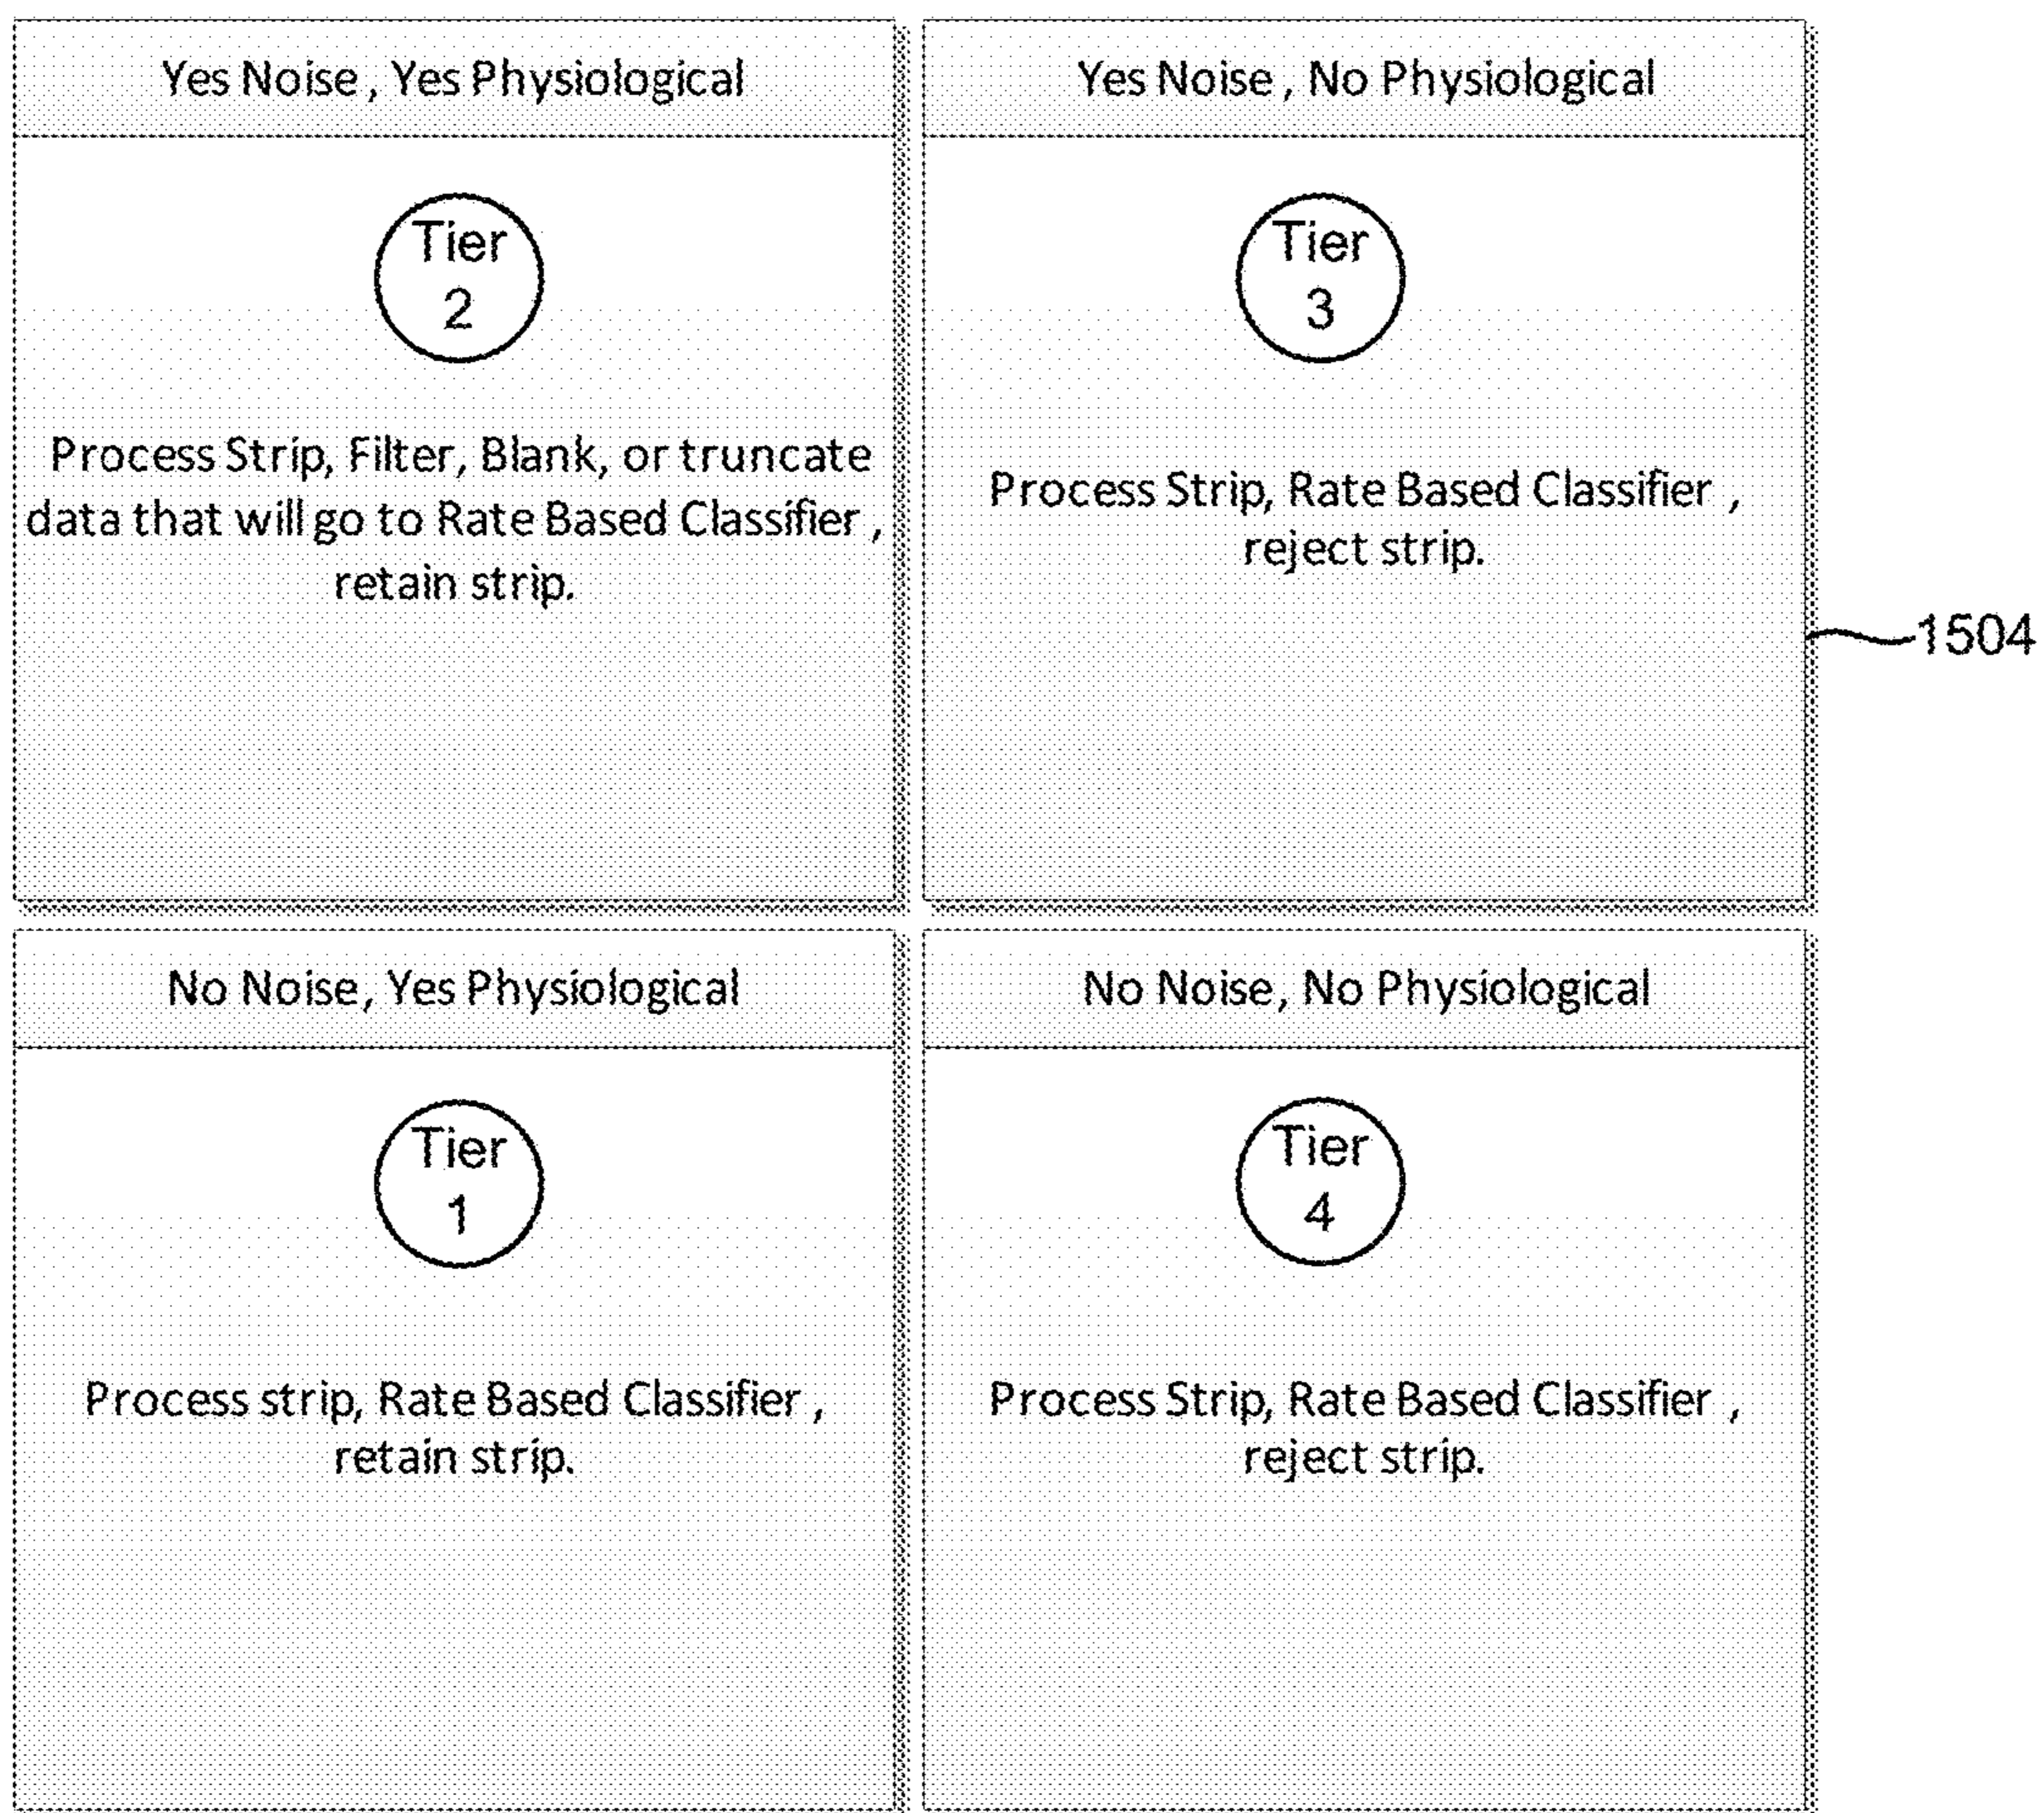 Yes Noise, Yes Physiological
Tier
2
Process Strip, Filter, Blank, or truncate
data that will go to Rate Based Classifier,
retain strip.
Yes Noise, No Physiological
Tier
3
Process Strip, Rate Based Classifier,
reject strip.
1504
No Noise, Yes Physiological
Tier
1
Process strip, Rate Based Classifier,
retain strip.
No Noise, No Physiological
Tier
4
Process Strip, Rate Based Classifier,
reject strip.